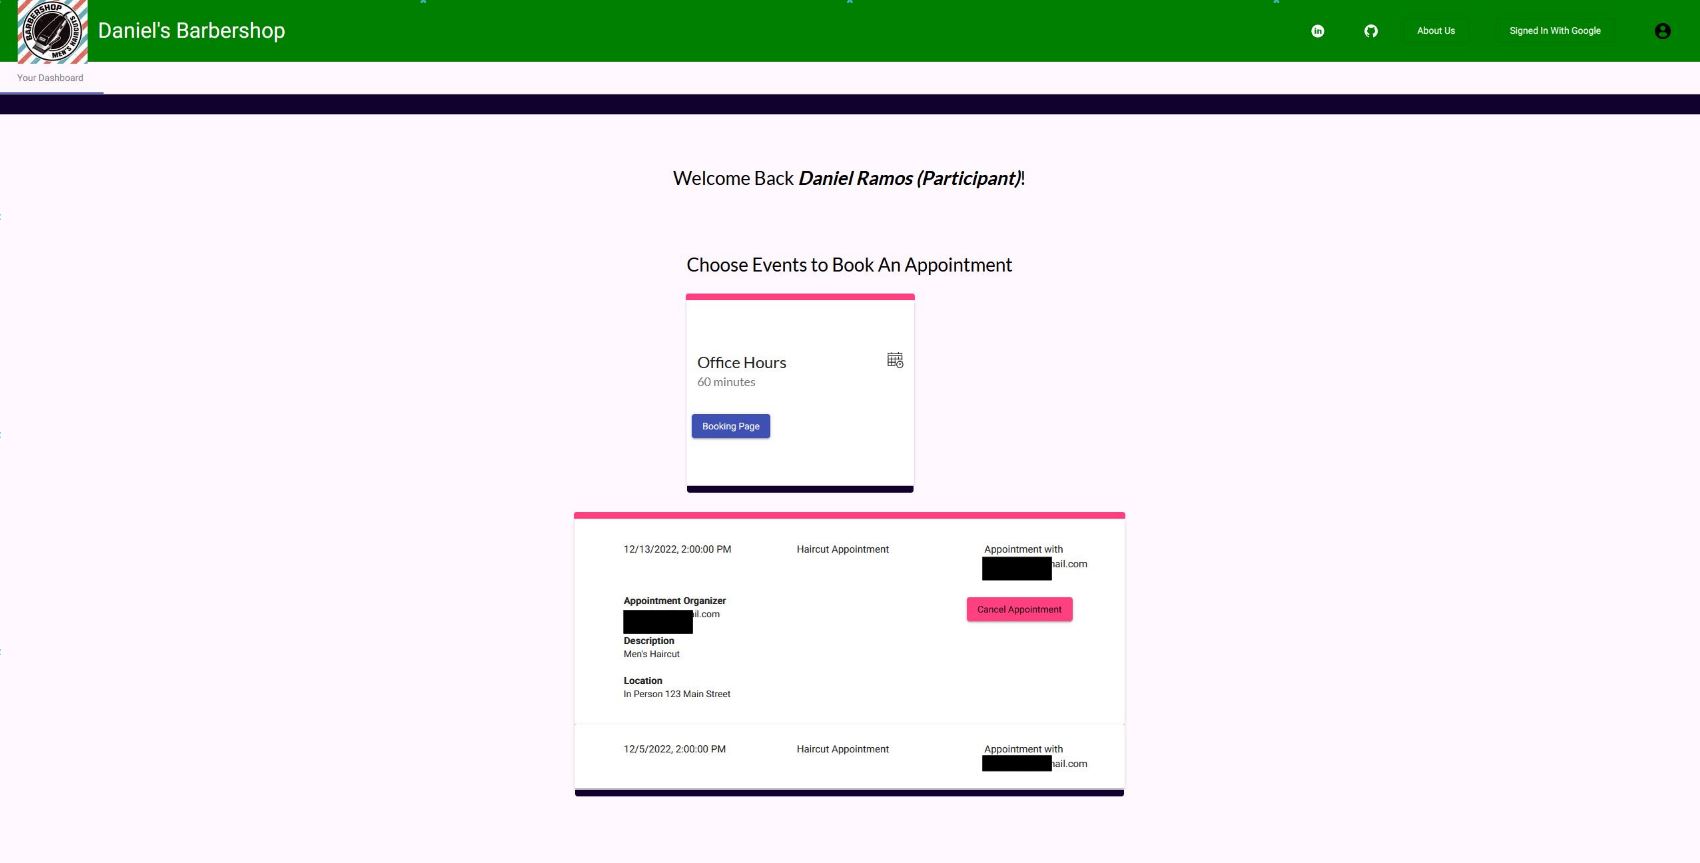 BARBERSHOP
MEN'S HAIRCUTS
Daniel's Barbershop
About Us
Signed In With Google
Your Dashboard
Welcome Back Daniel Ramos (Participant)!
Choose Events to Book An Appointment
Office Hours
60 minutes
Booking Page
12/13/2022, 2:00:00 PM Haircut Appointment Appointment with
ail.com
Appointment Organizer
il.com
Cancel Appointment
Description
Men's Haircut
Location
In Person 123 Main Street
12/5/2022, 2:00:00 PM Haircut Appointment Appointment with
ail.com